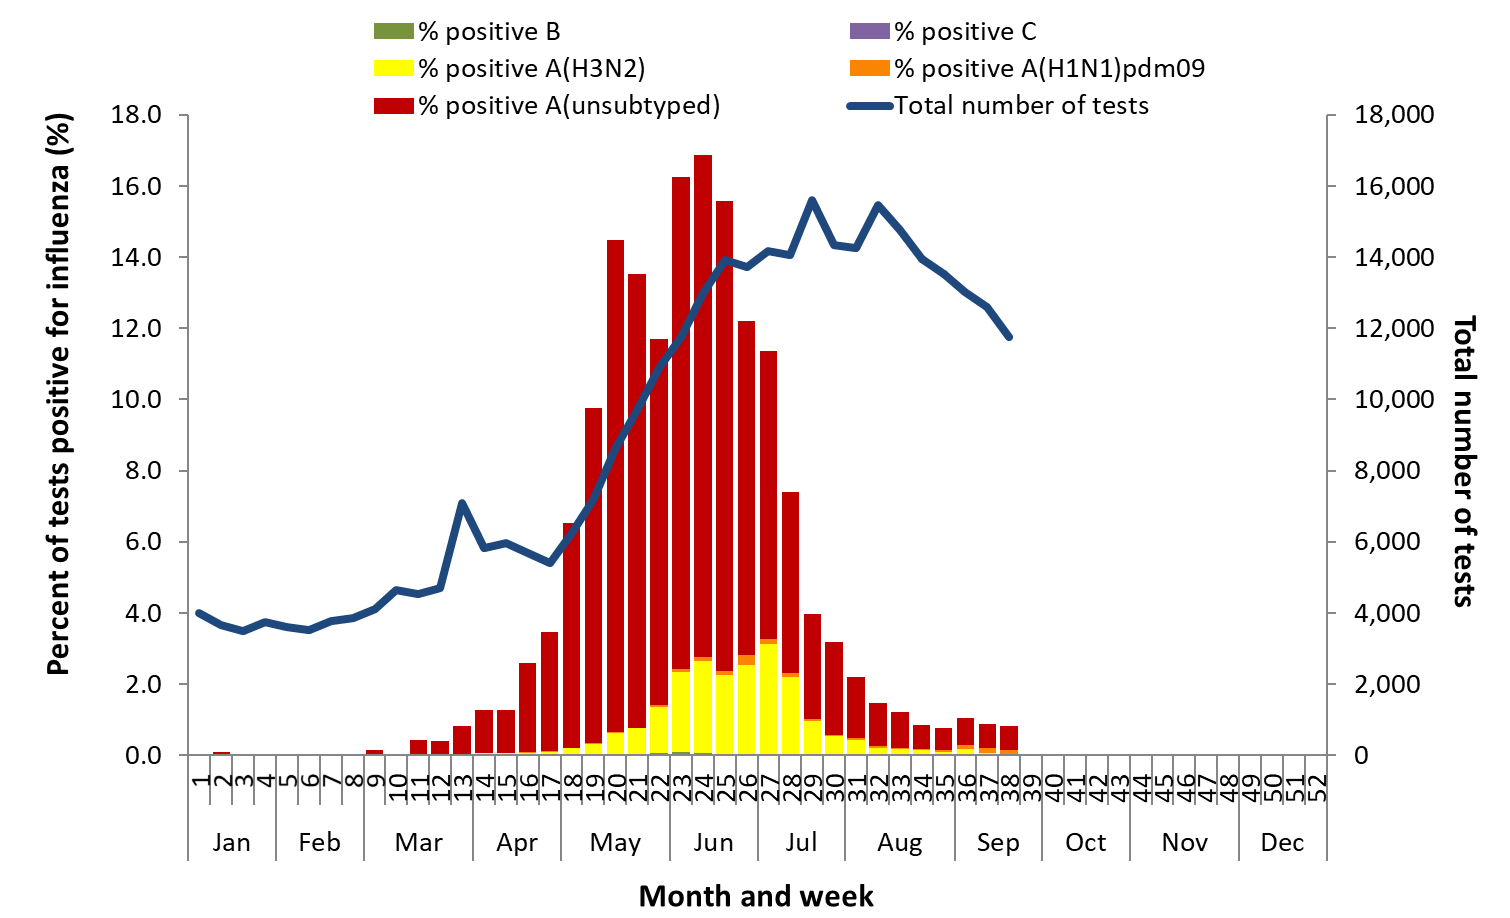 % positive B
% positive C
% positive A(H3N2)
% positive A(H1N1)pdm09
% positive A(unsubtyped)
Total number of tests
Percent of tests positive for influenza (%)
18.0
16.0
14.0
12.0
10.0
8.0
6.0
4.0
2.0
0.0
18,000
16,000
14,000
12,000
10,000
8,000
6,000
4,000
2,000
0
Total number of tests
1 2 3 4 5 6 7 8 9 10 11 12 13 14 15 16 17 18 19 20 21 22 23 24 25 26 27 28 29 30 31 32 33 34 35 36 37 38 39 40 41 42 43 44 45 46 47 48 49 50 51 52
Jan Feb Mar Apr May Jun Jul Aug Sep Oct Nov Dec
Month and week